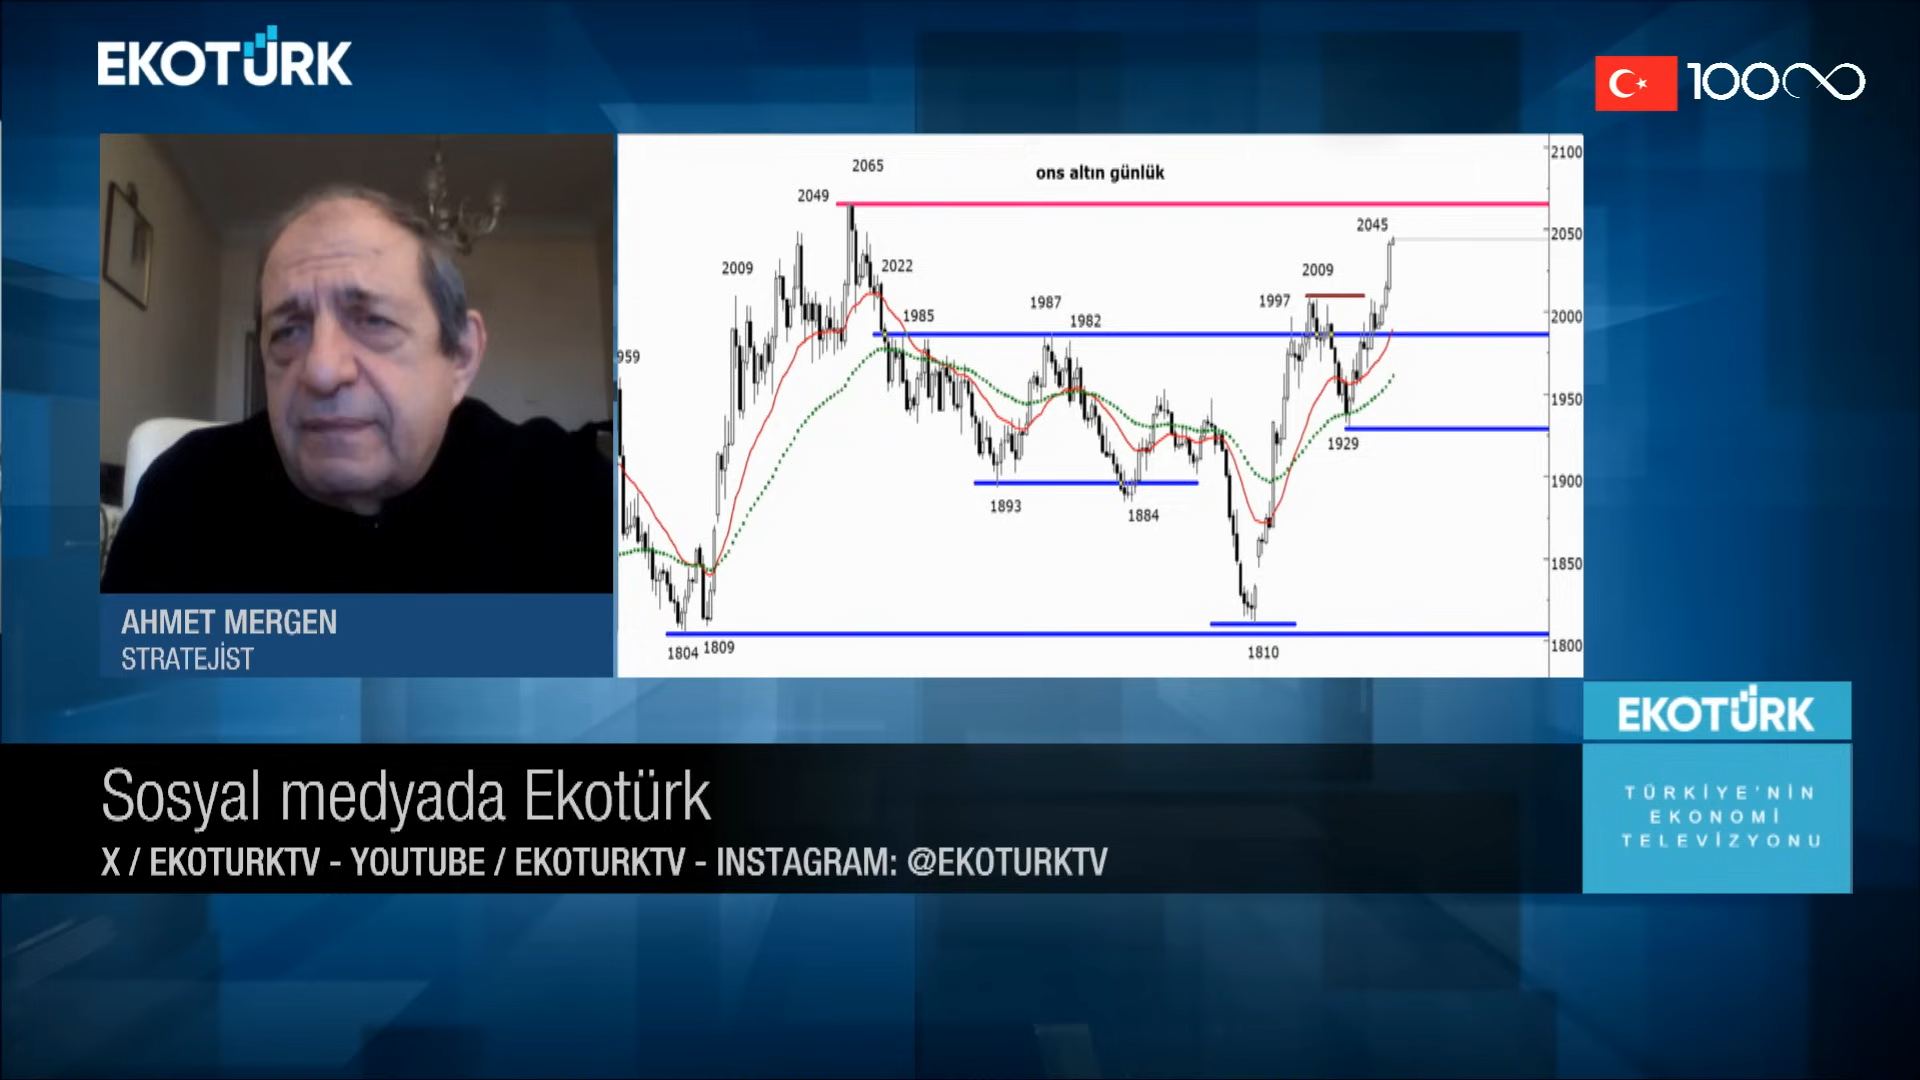 EKOTÜRK
100
2065
ons altın günlük
2100
2049
2045
2050
2009
2022
2009
1997
1985
1987
1982
2000
959
1950
1929
1900
1893
1884
1850
1804
1809
1810
1800
AHMET MERGEN
STRATEJİST
EKOTÜRK
Sosyal medyada Ekotürk
X / EKOTURKTV - YOUTUBE / EKOTURKTV - INSTAGRAM: @EKOTURKTV
TÜRKİYE'NİN
EKONOMİ
TELEVİZYONU